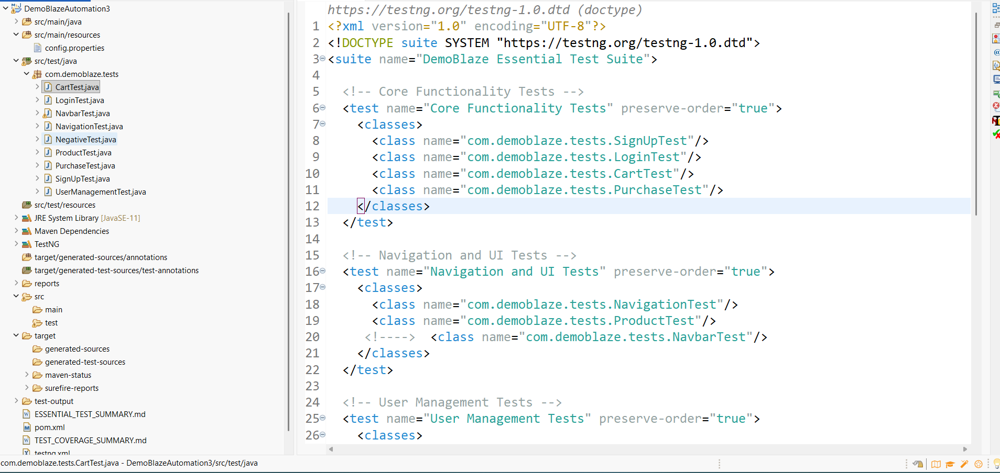 DemoBlazeAutomation3
src/main/java
src/main/resources
config.properties
src/test/java
com.demoblaze.tests
CartTest.java
LoginTest.java
NavbarTest.java
NavigationTest.java
NegativeTest.java
ProductTest.java
PurchaseTest.java
SignUpTest.java
UserManagementTest.java
src/test/resources
JRE System Library [JavaSE-11]
Maven Dependencies
TestNG
target/generated-sources/annotations
target/generated-test-sources/test-annotations
reports
src
main
test
target
generated-sources
generated-test-sources
maven-status
surefire-reports
test-output
ESSENTIAL_TEST_SUMMARY.md
pom.xml
TEST_COVERAGE_SUMMARY.md
testng.xml
https://testng.org/testng-1.0.dtd (doctype)
1 <?xml version="1.0" encoding="UTF-8"?>
2 <!DOCTYPE suite SYSTEM "https://testng.org/testng-1.0.dtd">
3 <suite name="DemoBlaze Essential Test Suite">
4
5 <!-- Core Functionality Tests -->
6 <test name="Core Functionality Tests" preserve-order="true">
7 <classes>
8 <class name="com.demoblaze.tests.SignUpTest"/>
9 <class name="com.demoblaze.tests.LoginTest"/>
10 <class name="com.demoblaze.tests.CartTest"/>
11 <class name="com.demoblaze.tests.PurchaseTest"/>
12 </classes>
13 </test>
14
15 <!-- Navigation and UI Tests -->
16 <test name="Navigation and UI Tests" preserve-order="true">
17 <classes>
18 <class name="com.demoblaze.tests.NavigationTest"/>
19 <class name="com.demoblaze.tests.ProductTest"/>
20 <!----> <class name="com.demoblaze.tests.NavbarTest"/>
21 </classes>
22 </test>
23
24 <!-- User Management Tests -->
25 <test name="User Management Tests" preserve-order="true">
26 <classes>
com.demoblaze.tests.CartTest.java - DemoBlazeAutomation3/src/test/java